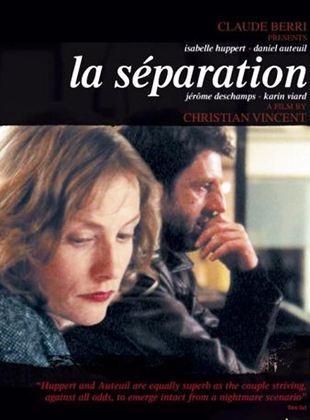 CLAUDE BERRI
PRESENTS
isabelle huppert - daniel auteuil
la séparation
jérôme deschamps - karin viard
A FILM BY
CHRISTIAN VINCENT
"Huppert and Auteuil are equally superb as the couple striving,
against all odds, to emerge intact from a nightmare scenario"